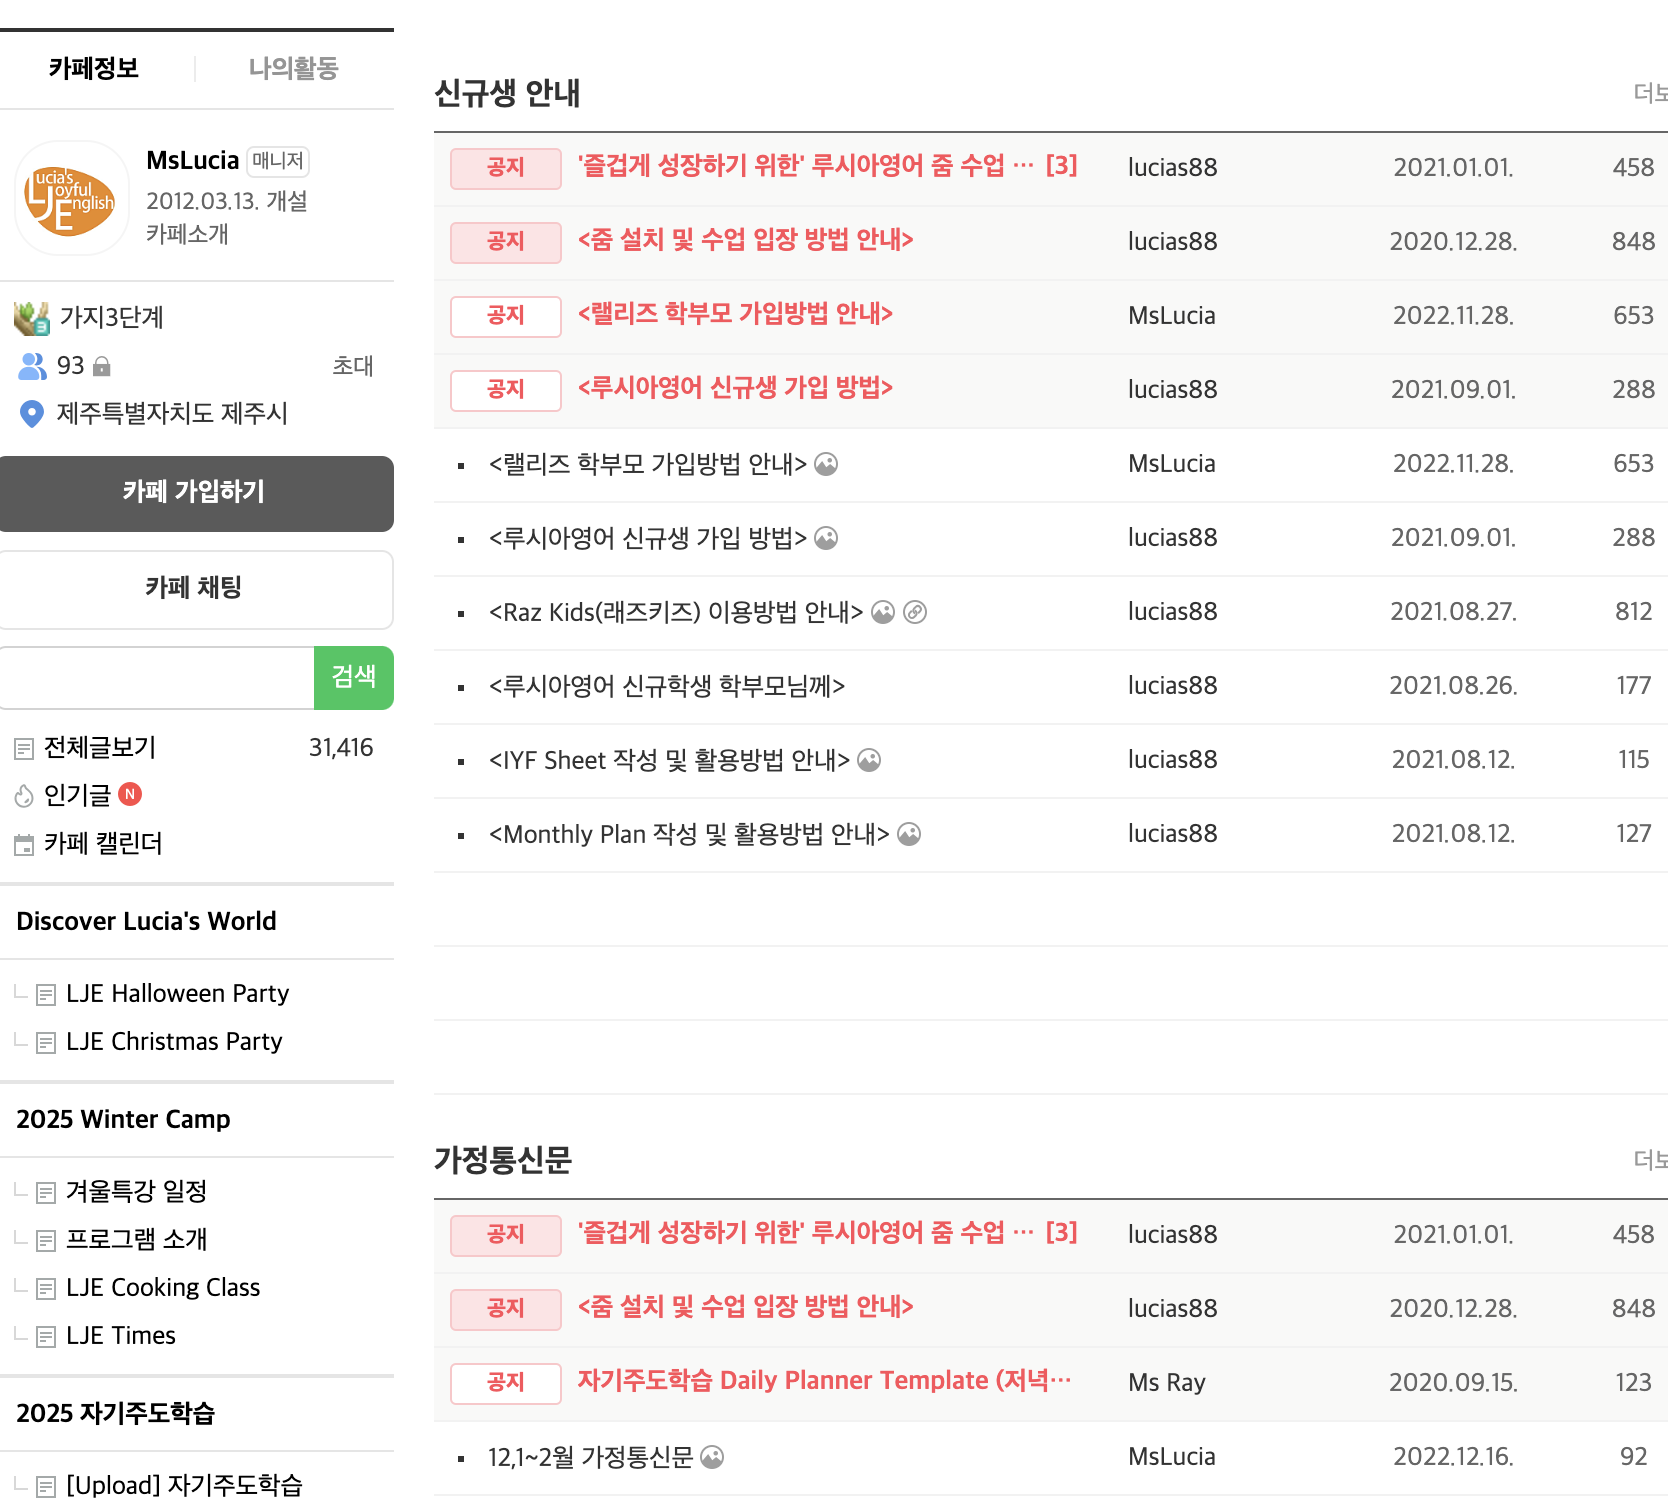 카페정보
나의활동
Lucia's
Joyful
English
MsLucia 매니저
2012.03.13. 개설
카페소개
가지3단계
93
초대
제주특별자치도 제주시
카페 가입하기
카페 채팅
검색
전체글보기 31,416
인기글 N
카페 캘린더
Discover Lucia's World
LJE Halloween Party
LJE Christmas Party
2025 Winter Camp
겨울특강 일정
프로그램 소개
LJE Cooking Class
LJE Times
2025 자기주도학습
[Upload] 자기주도학습
신규생 안내
공지 '즐겁게 성장하기 위한' 루시아영어 줌 수업 ··· [3] lucias88 2021.01.01. 458
공지 <줌 설치 및 수업 입장 방법 안내> lucias88 2020.12.28. 848
공지 <랠리즈 학부모 가입방법 안내> MsLucia 2022.11.28. 653
공지 <루시아영어 신규생 가입 방법> lucias88 2021.09.01. 288
<랠리즈 학부모 가입방법 안내> MsLucia 2022.11.28. 653
<루시아영어 신규생 가입 방법> lucias88 2021.09.01. 288
<Raz Kids(래즈키즈) 이용방법 안내> lucias88 2021.08.27. 812
<루시아영어 신규학생 학부모님께> lucias88 2021.08.26. 177
<IYF Sheet 작성 및 활용방법 안내> lucias88 2021.08.12. 115
<Monthly Plan 작성 및 활용방법 안내> lucias88 2021.08.12. 127
가정통신문
공지 '즐겁게 성장하기 위한' 루시아영어 줌 수업 ··· [3] lucias88 2021.01.01. 458
공지 <줌 설치 및 수업 입장 방법 안내> lucias88 2020.12.28. 848
공지 자기주도학습 Daily Planner Template (저녁··· Ms Ray 2020.09.15. 123
12,1~2월 가정통신문 MsLucia 2022.12.16. 92